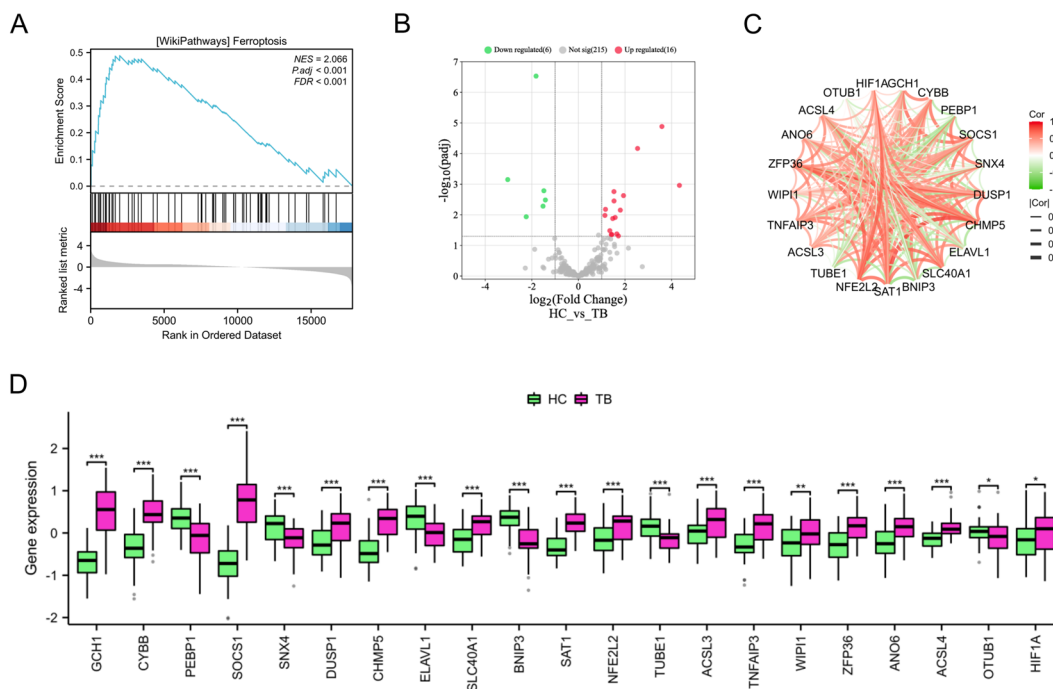 A
[WikiPathways] Ferroptosis
NES = 2.066
P.adj < 0.001
FDR < 0.001
Enrichment Score
0.5
0.4
0.3
0.2
0.1
0.0
Ranked list metric
4
0
-4
0 5000 10000 15000
Rank in Ordered Dataset
B
Down regulated(6) Not sig(215) Up regulated(16)
-log10(padj)
7
6
5
4
3
2
1
0
-4 -2 0 2 4
log2(Fold Change)
HC_vs_TB
C
HIF1A
GCH1
CYBB
PEBP1
SOCS1
SNX4
DUSP1
CHMP5
ELAVL1
SLC40A1
BNIP3
SAT1
NFE2L2
TUBE1
ACSL3
TNFAIP3
WIPI1
ZFP36
ANO6
ACSL4
OTUB1
Cor
|Cor|
D
HC TB
Gene expression
2
1
0
-1
-2
*** *** *** *** *** *** *** *** *** *** *** *** *** *** *** ** *** *** *** * *
GCH1
CYBB
PEBP1
SOCS1
SNX4
DUSP1
CHMP5
ELAVL1
SLC40A1
BNIP3
SAT1
NFE2L2
TUBE1
ACSL3
TNFAIP3
WIPI1
ZFP36
ANO6
ACSL4
OTUB1
HIF1A